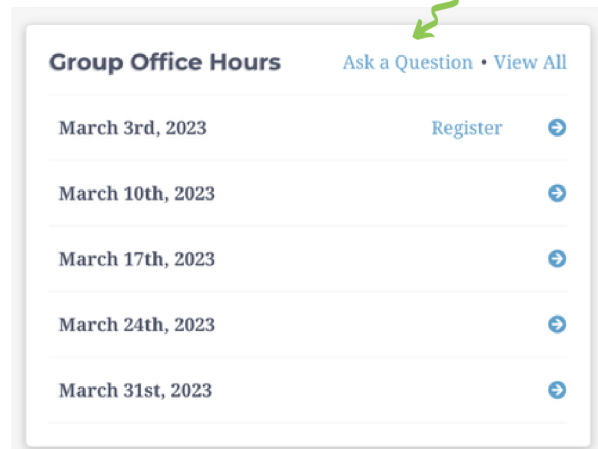 Group Office Hours Ask a Question • View All
March 3rd, 2023 Register
March 10th, 2023
March 17th, 2023
March 24th, 2023
March 31st, 2023